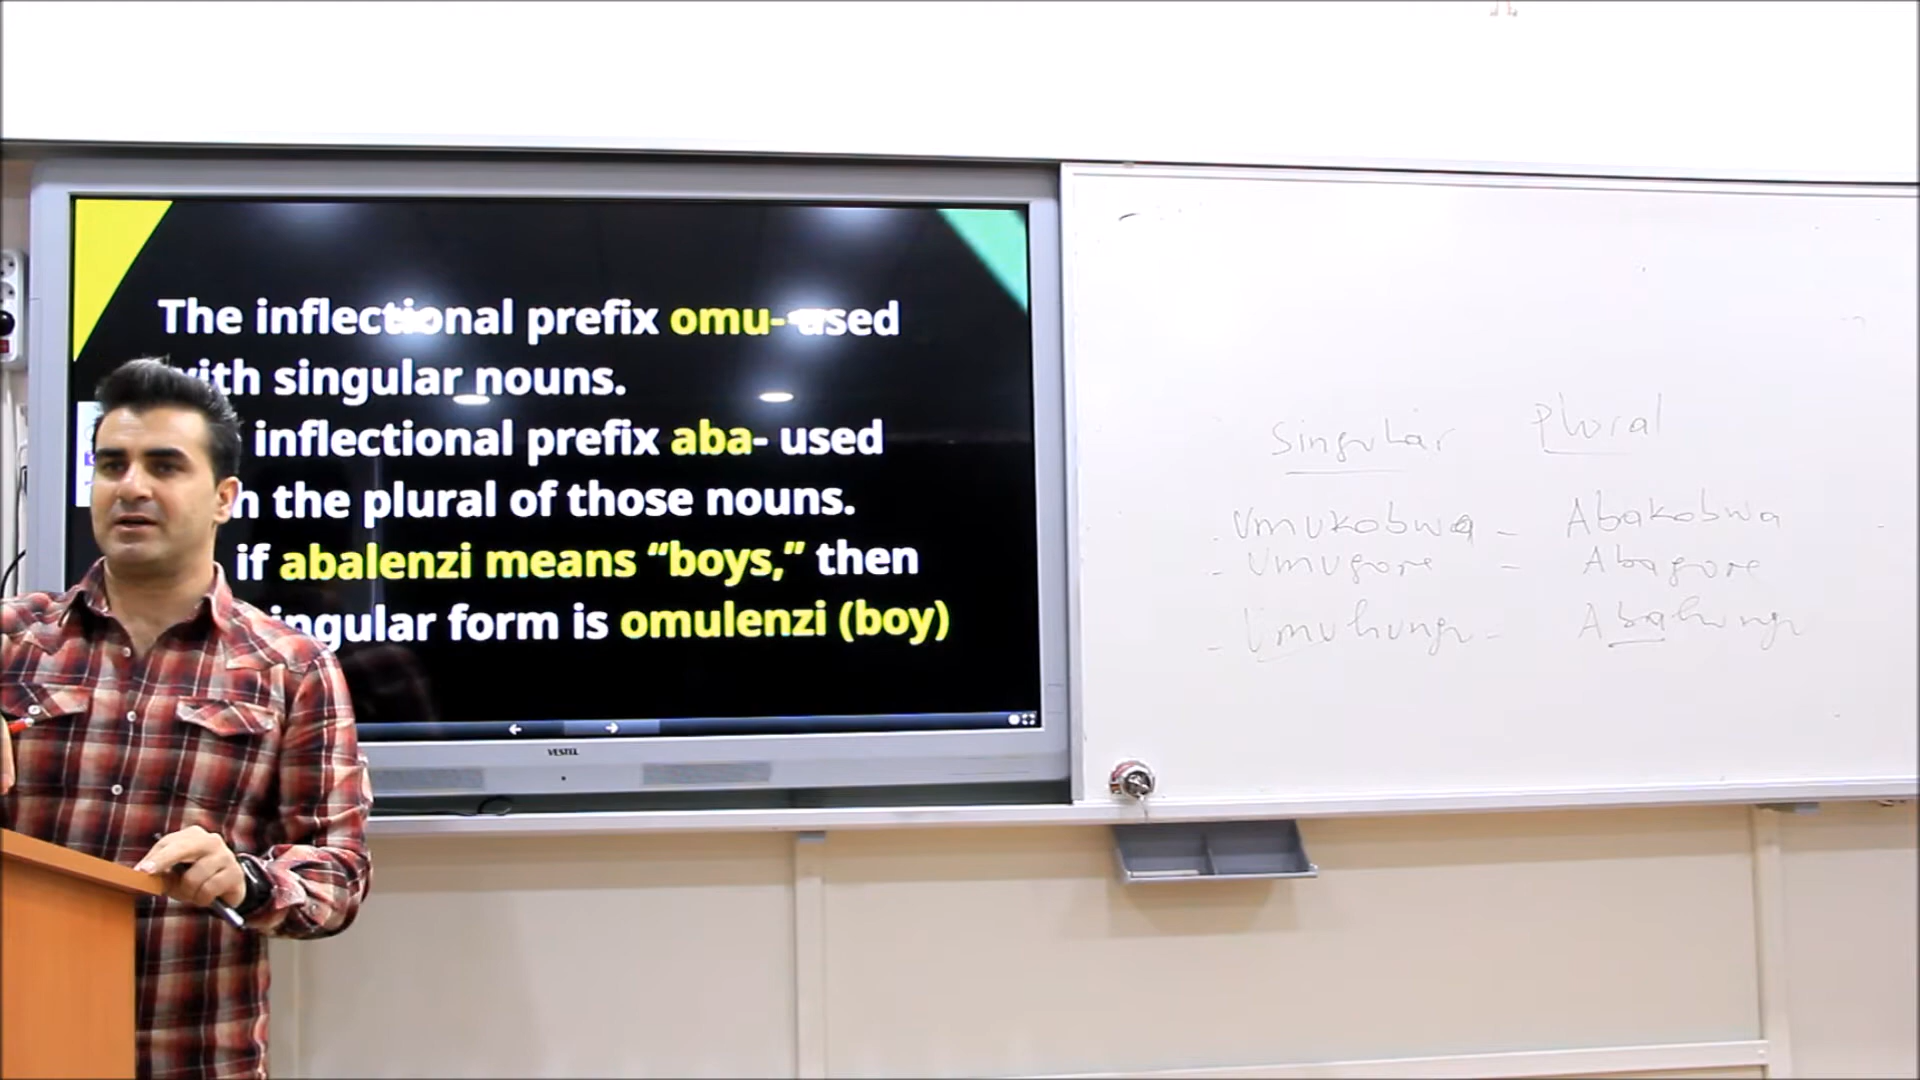 The inflectional prefix omu- used
with singular nouns.
inflectional prefix aba- used
h the plural of those nouns.
if abalenzi means “boys,” then
ingular form is omulenzi (boy)
VESTEL
Singular Plural
- Umukobwa - Abakobwa
- Umugore - Abagore
- Umuhungu - Abahungu